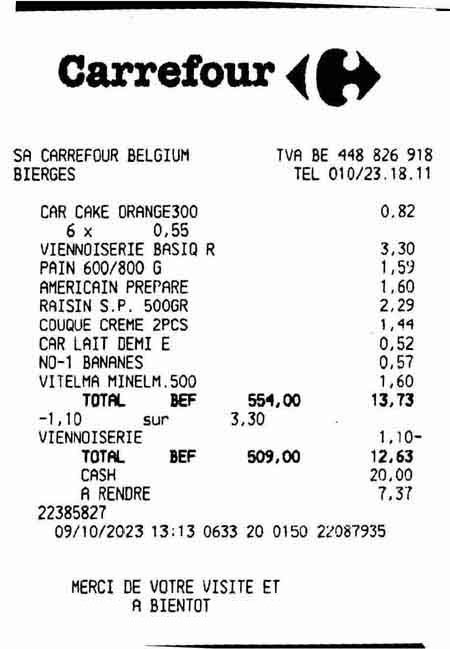 Carrefour
SA CARREFOUR BELGIUM TVA BE 448 826 918
BIERGES TEL 010/23.18.11
CAR CAKE ORANGE300 0,82
6 x 0,55
VIENNOISERIE BASIQ R 3,30
PAIN 600/800 G 1,59
AMERICAIN PREPARE 1,60
RAISIN S.P. 500GR 2,29
COUQUE CREME 2PCS 1,44
CAR LAIT DEMI E 0,52
NO-1 BANANES 0,57
VITELMA MINELM.500 1,60
TOTAL BEF 554,00 13,73
-1,10 sur 3,30
VIENNOISERIE 1,10-
TOTAL BEF 509,00 12,63
CASH 20,00
A RENDRE 7,37
22385827
09/10/2023 13:13 0633 20 0150 22087935
MERCI DE VOTRE VISITE ET
A BIENTOT